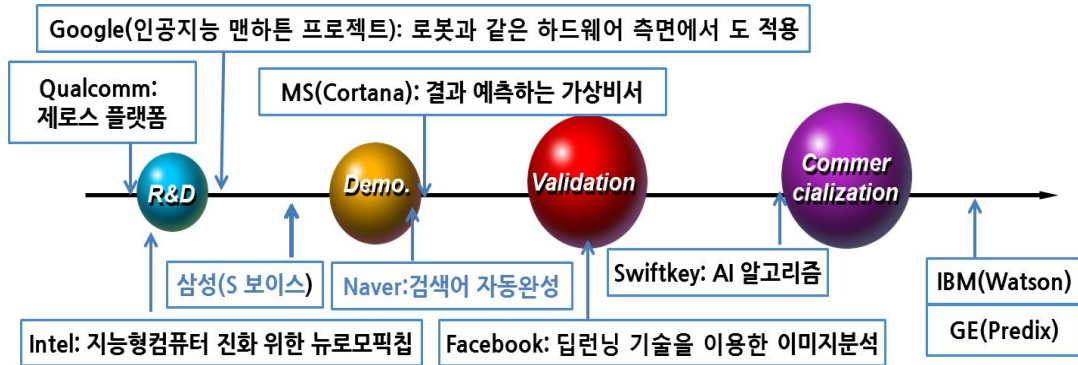 Google(인공지능 맨하튼 프로젝트): 로봇과 같은 하드웨어 측면에서 도 적용
Qualcomm:
제로스 플랫폼
MS(Cortana): 결과 예측하는 가상비서
R&D
Demo.
Validation
Commer
cialization
삼성(S 보이스)
Naver:검색어 자동완성
Swiftkey: AI 알고리즘
IBM(Watson)
Intel: 지능형컴퓨터 진화 위한 뉴로모픽칩
Facebook: 딥런닝 기술을 이용한 이미지분석
GE(Predix)